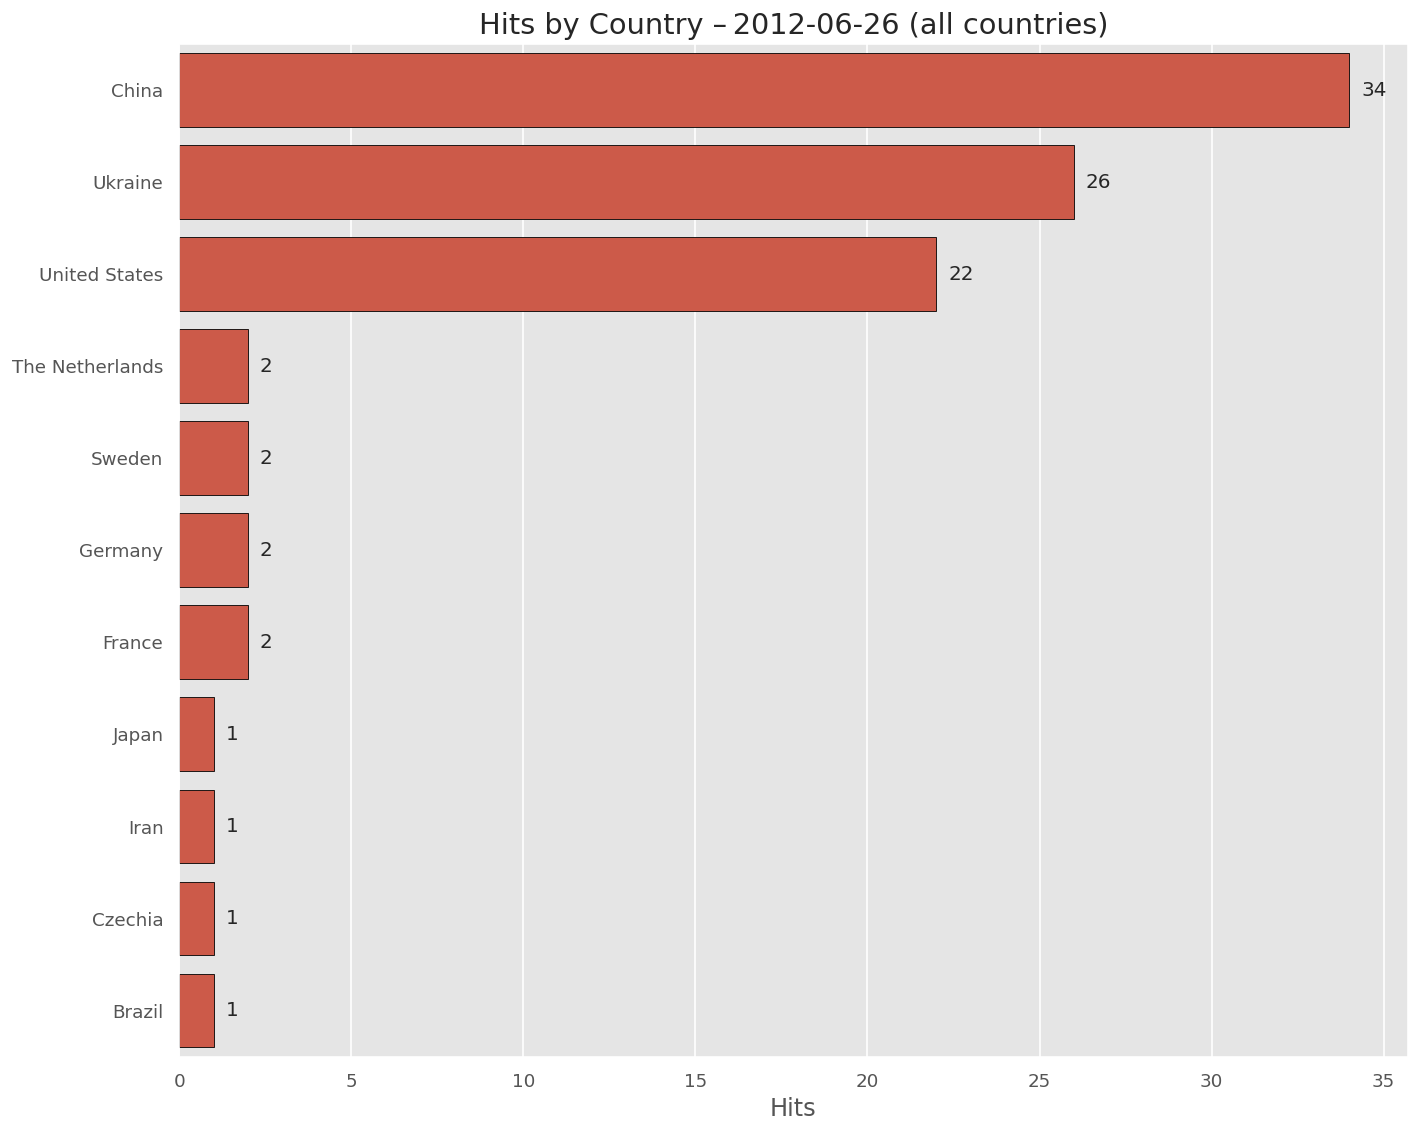 Hits by Country – 2012-06-26 (all countries)
China 34
Ukraine 26
United States 22
The Netherlands 2
Sweden 2
Germany 2
France 2
Japan 1
Iran 1
Czechia 1
Brazil 1
0 5 10 15 20 25 30 35
Hits